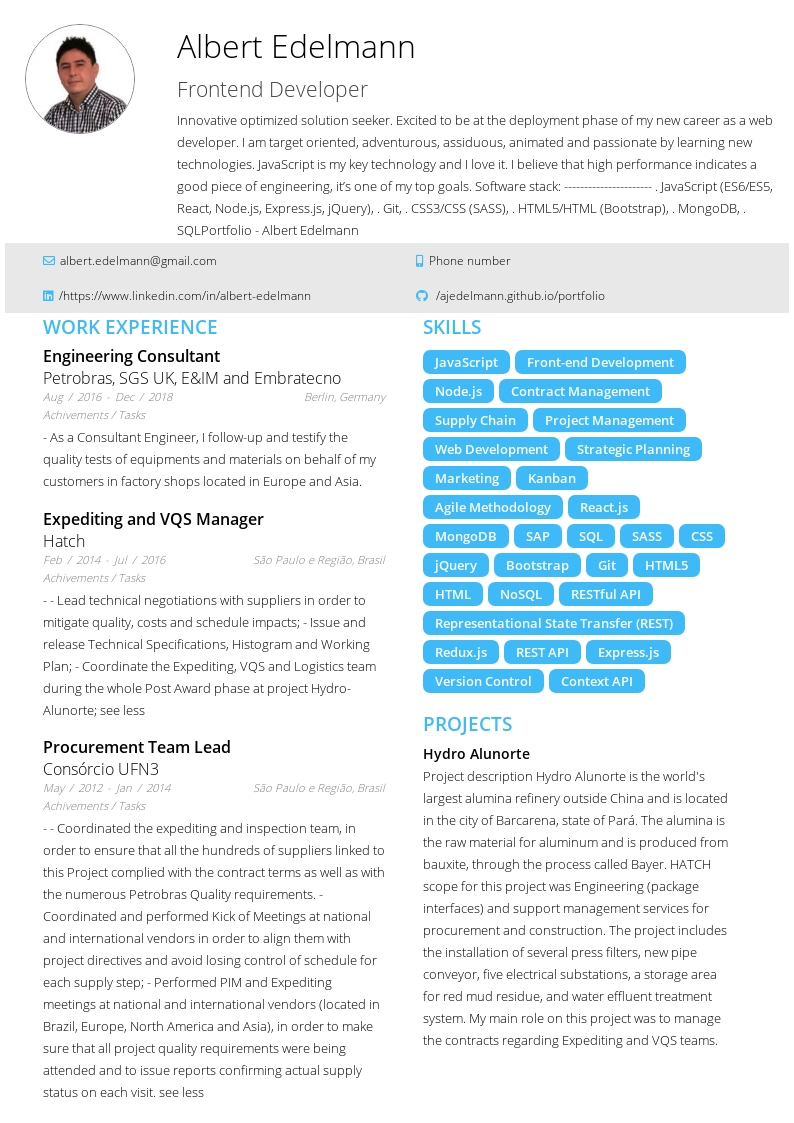 Albert Edelmann
Frontend Developer
Innovative optimized solution seeker. Excited to be at the deployment phase of my new career as a web
developer. I am target oriented, adventurous, assiduous, animated and passionate by learning new
technologies. JavaScript is my key technology and I love it. I believe that high performance indicates a
good piece of engineering, it’s one of my top goals. Software stack: ---------------------- . JavaScript (ES6/ES5,
React, Node.js, Express.js, jQuery), . Git, . CSS3/CSS (SASS), . HTML5/HTML (Bootstrap), . MongoDB, .
SQLPortfolio - Albert Edelmann
albert.edelmann@gmail.com
Phone number
/https://www.linkedin.com/in/albert-edelmann
/ajedelmann.github.io/portfolio
WORK EXPERIENCE
Engineering Consultant
Petrobras, SGS UK, E&IM and Embratecno
Aug / 2016 - Dec / 2018 Berlin, Germany
Achivements / Tasks
- As a Consultant Engineer, I follow-up and testify the
quality tests of equipments and materials on behalf of my
customers in factory shops located in Europe and Asia.
Expediting and VQS Manager
Hatch
Feb / 2014 - Jul / 2016 São Paulo e Região, Brasil
Achivements / Tasks
- - Lead technical negotiations with suppliers in order to
mitigate quality, costs and schedule impacts; - Issue and
release Technical Specifications, Histogram and Working
Plan; - Coordinate the Expediting, VQS and Logistics team
during the whole Post Award phase at project Hydro-
Alunorte; see less
Procurement Team Lead
Consórcio UFN3
May / 2012 - Jan / 2014 São Paulo e Região, Brasil
Achivements / Tasks
- - Coordinated the expediting and inspection team, in
order to ensure that all the hundreds of suppliers linked to
this Project complied with the contract terms as well as with
the numerous Petrobras Quality requirements. -
Coordinated and performed Kick of Meetings at national
and international vendors in order to align them with
project directives and avoid losing control of schedule for
each supply step; - Performed PIM and Expediting
meetings at national and international vendors (located in
Brazil, Europe, North America and Asia), in order to make
sure that all project quality requirements were being
attended and to issue reports confirming actual supply
status on each visit. see less
SKILLS
JavaScript Front-end Development
Node.js Contract Management
Supply Chain Project Management
Web Development Strategic Planning
Marketing Kanban
Agile Methodology React.js
MongoDB SAP SQL SASS CSS
jQuery Bootstrap Git HTML5
HTML NoSQL RESTful API
Representational State Transfer (REST)
Redux.js REST API Express.js
Version Control Context API
PROJECTS
Hydro Alunorte
Project description Hydro Alunorte is the world's
largest alumina refinery outside China and is located
in the city of Barcarena, state of Pará. The alumina is
the raw material for aluminum and is produced from
bauxite, through the process called Bayer. HATCH
scope for this project was Engineering (package
interfaces) and support management services for
procurement and construction. The project includes
the installation of several press filters, new pipe
conveyor, five electrical substations, a storage area
for red mud residue, and water effluent treatment
system. My main role on this project was to manage
the contracts regarding Expediting and VQS teams.